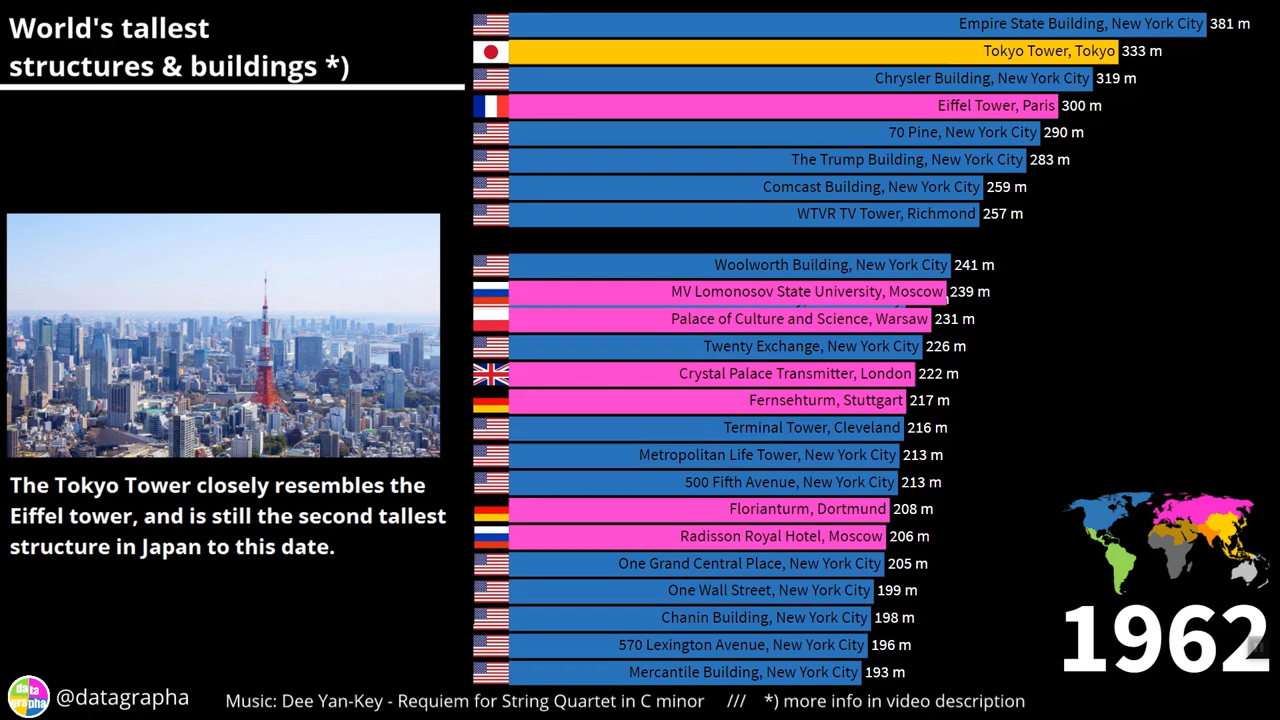 World's tallest
structures & buildings *)
Empire State Building, New York City 381 m
Tokyo Tower, Tokyo 333 m
Chrysler Building, New York City 319 m
Eiffel Tower, Paris 300 m
70 Pine, New York City 290 m
The Trump Building, New York City 283 m
Comcast Building, New York City 259 m
WTVR TV Tower, Richmond 257 m
Woolworth Building, New York City 241 m
MV Lomonosov State University, Moscow 239 m
Palace of Culture and Science, Warsaw 231 m
Twenty Exchange, New York City 226 m
Crystal Palace Transmitter, London 222 m
Fernsehturm, Stuttgart 217 m
Terminal Tower, Cleveland 216 m
Metropolitan Life Tower, New York City 213 m
500 Fifth Avenue, New York City 213 m
Florianturm, Dortmund 208 m
Radisson Royal Hotel, Moscow 206 m
One Grand Central Place, New York City 205 m
One Wall Street, New York City 199 m
Chanin Building, New York City 198 m
570 Lexington Avenue, New York City 196 m
Mercantile Building, New York City 193 m
The Tokyo Tower closely resembles the
Eiffel tower, and is still the second tallest
structure in Japan to this date.
1962
da ta
grapha
@datagrapha
Music: Dee Yan-Key - Requiem for String Quartet in C minor /// *) more info in video description